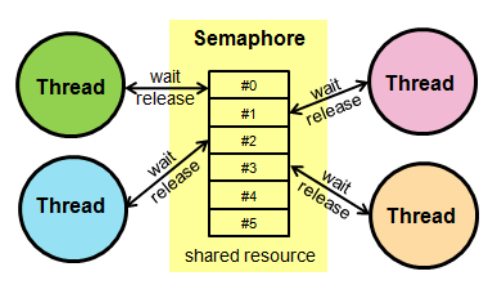 Semaphore
Thread
wait
release
#0
#1
#2
#3
#4
#5
wait
release
Thread
Thread
wait
release
wait
release
Thread
shared resource